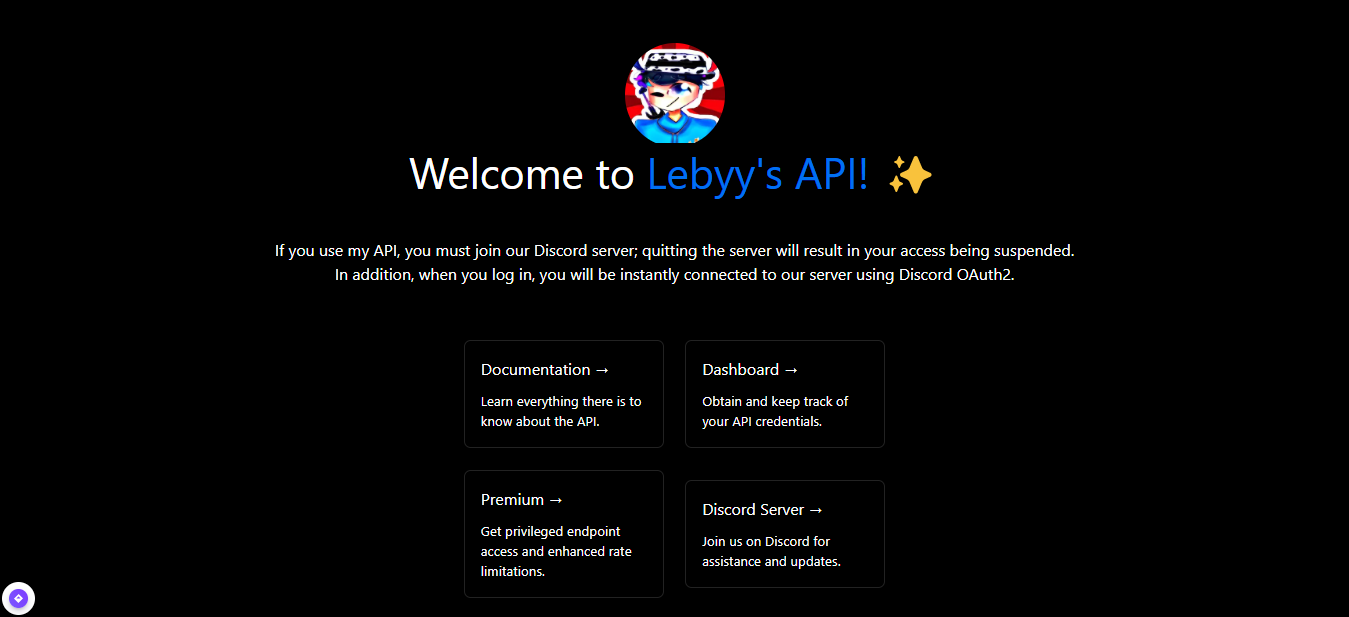 Welcome to Lebyy's API! ✨
If you use my API, you must join our Discord server; quitting the server will result in your access being suspended.
In addition, when you log in, you will be instantly connected to our server using Discord OAuth2.
Documentation →
Learn everything there is to
know about the API.
Dashboard →
Obtain and keep track of
your API credentials.
Premium →
Get privileged endpoint
access and enhanced rate
limitations.
Discord Server →
Join us on Discord for
assistance and updates.